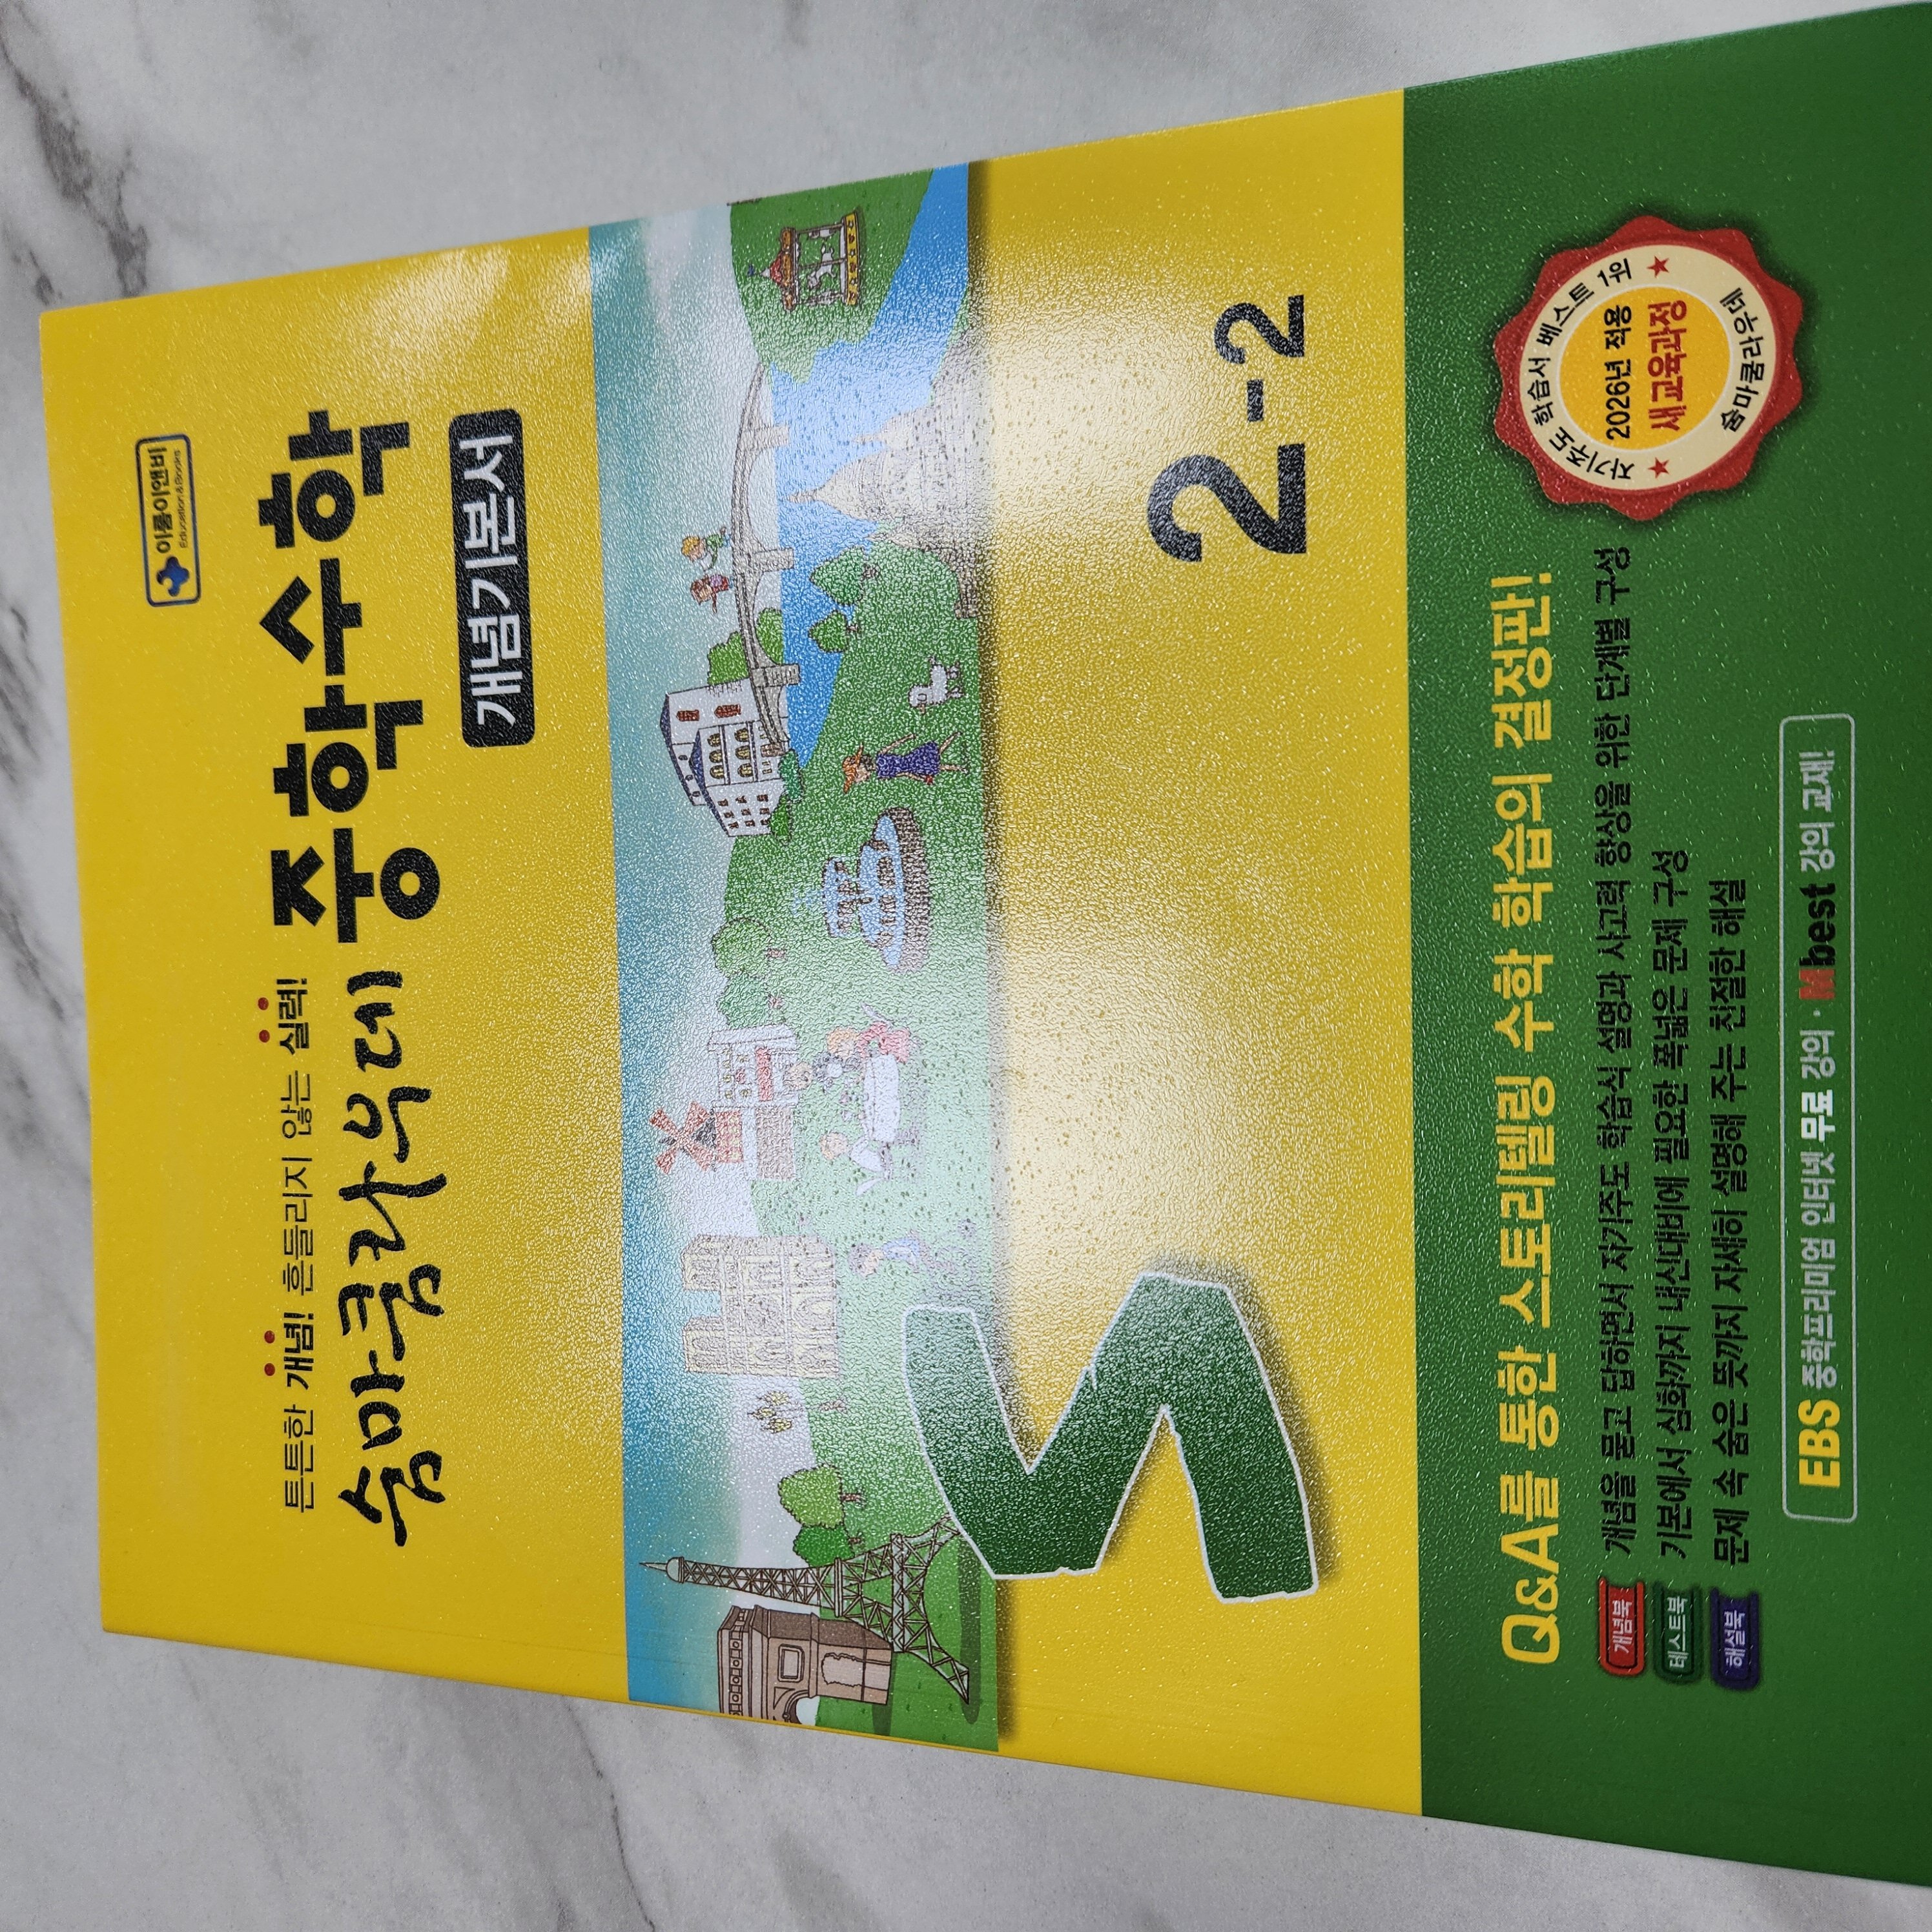 이룸이앤비
Education&Books
튼튼한 개념! 흔들리지 않는 실력!
숨마쿰라우데 중학수학
개념기본서
2-2
자기주도 학습서 베스트 1위
2026년 적용
새교육과정
숨마쿰라우데
Q&A를 통한 스토리텔링 수학 학습의 결정판!
개념북 개념을 묻고 답하면서 자기주도 학습식 설명과 사고력 향상을 위한 단계별 구성
테스트북 기본에서 심화까지 내신대비에 필요한 폭넓은 문제 구성
해설북 문제 속 숨은 뜻까지 자세히 설명해 주는 친절한 해설
EBS 중학프리미엄 인터넷 무료 강의 · Mbest 강의 교재!